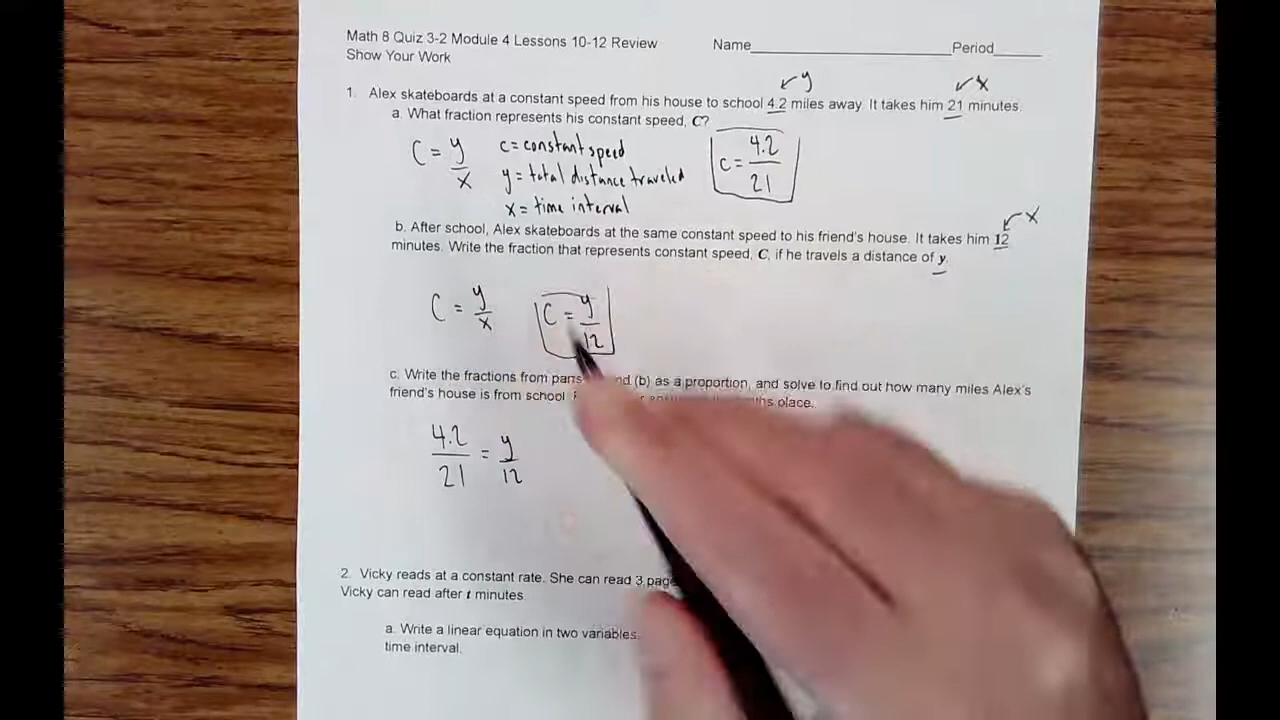 Math 8 Quiz 3-2 Module 4 Lessons 10-12 Review Name Period
Show Your Work
y x
1. Alex skateboards at a constant speed from his house to school 4.2 miles away. It takes him 21 minutes.
a. What fraction represents his constant speed, C?
C = y/x
c = constant speed
y = total distance traveled
x = time interval
c = 4.2/21
x
b. After school, Alex skateboards at the same constant speed to his friend's house. It takes him 12
minutes. Write the fraction that represents constant speed, C, if he travels a distance of y.
C = y/x C = y/12
c. Write the fractions from parts (b) as a proportion, and solve to find out how many miles Alex's
friend's house is from school. place.
4.2/21 = y/12
2. Vicky reads at a constant rate. She can read 3
Vicky can read after t minutes.
a. Write a linear equation in two variables,
time interval.